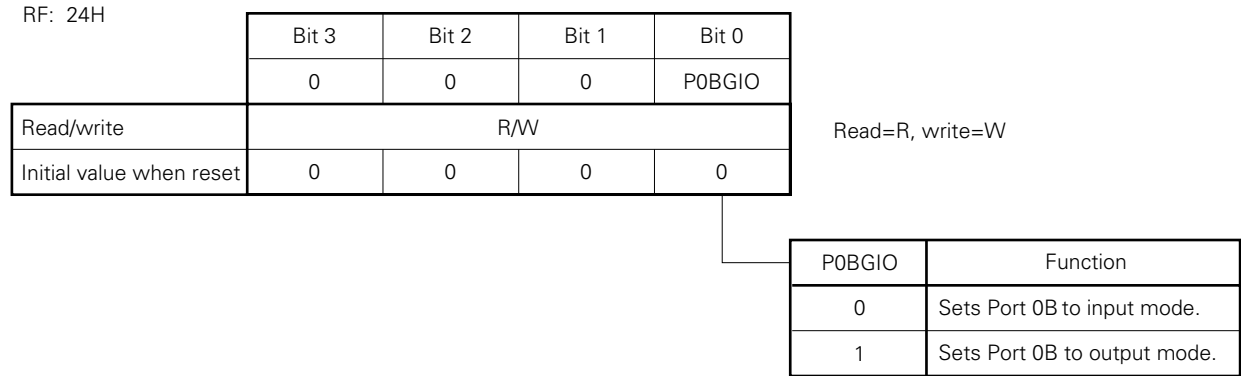 RF: 24H
Bit 3 Bit 2 Bit 1 Bit 0
0 0 0 P0BGIO
Read/write R/W
Read=R, write=W
Initial value when reset 0 0 0 0
P0BGIO Function
0 Sets Port 0B to input mode.
1 Sets Port 0B to output mode.